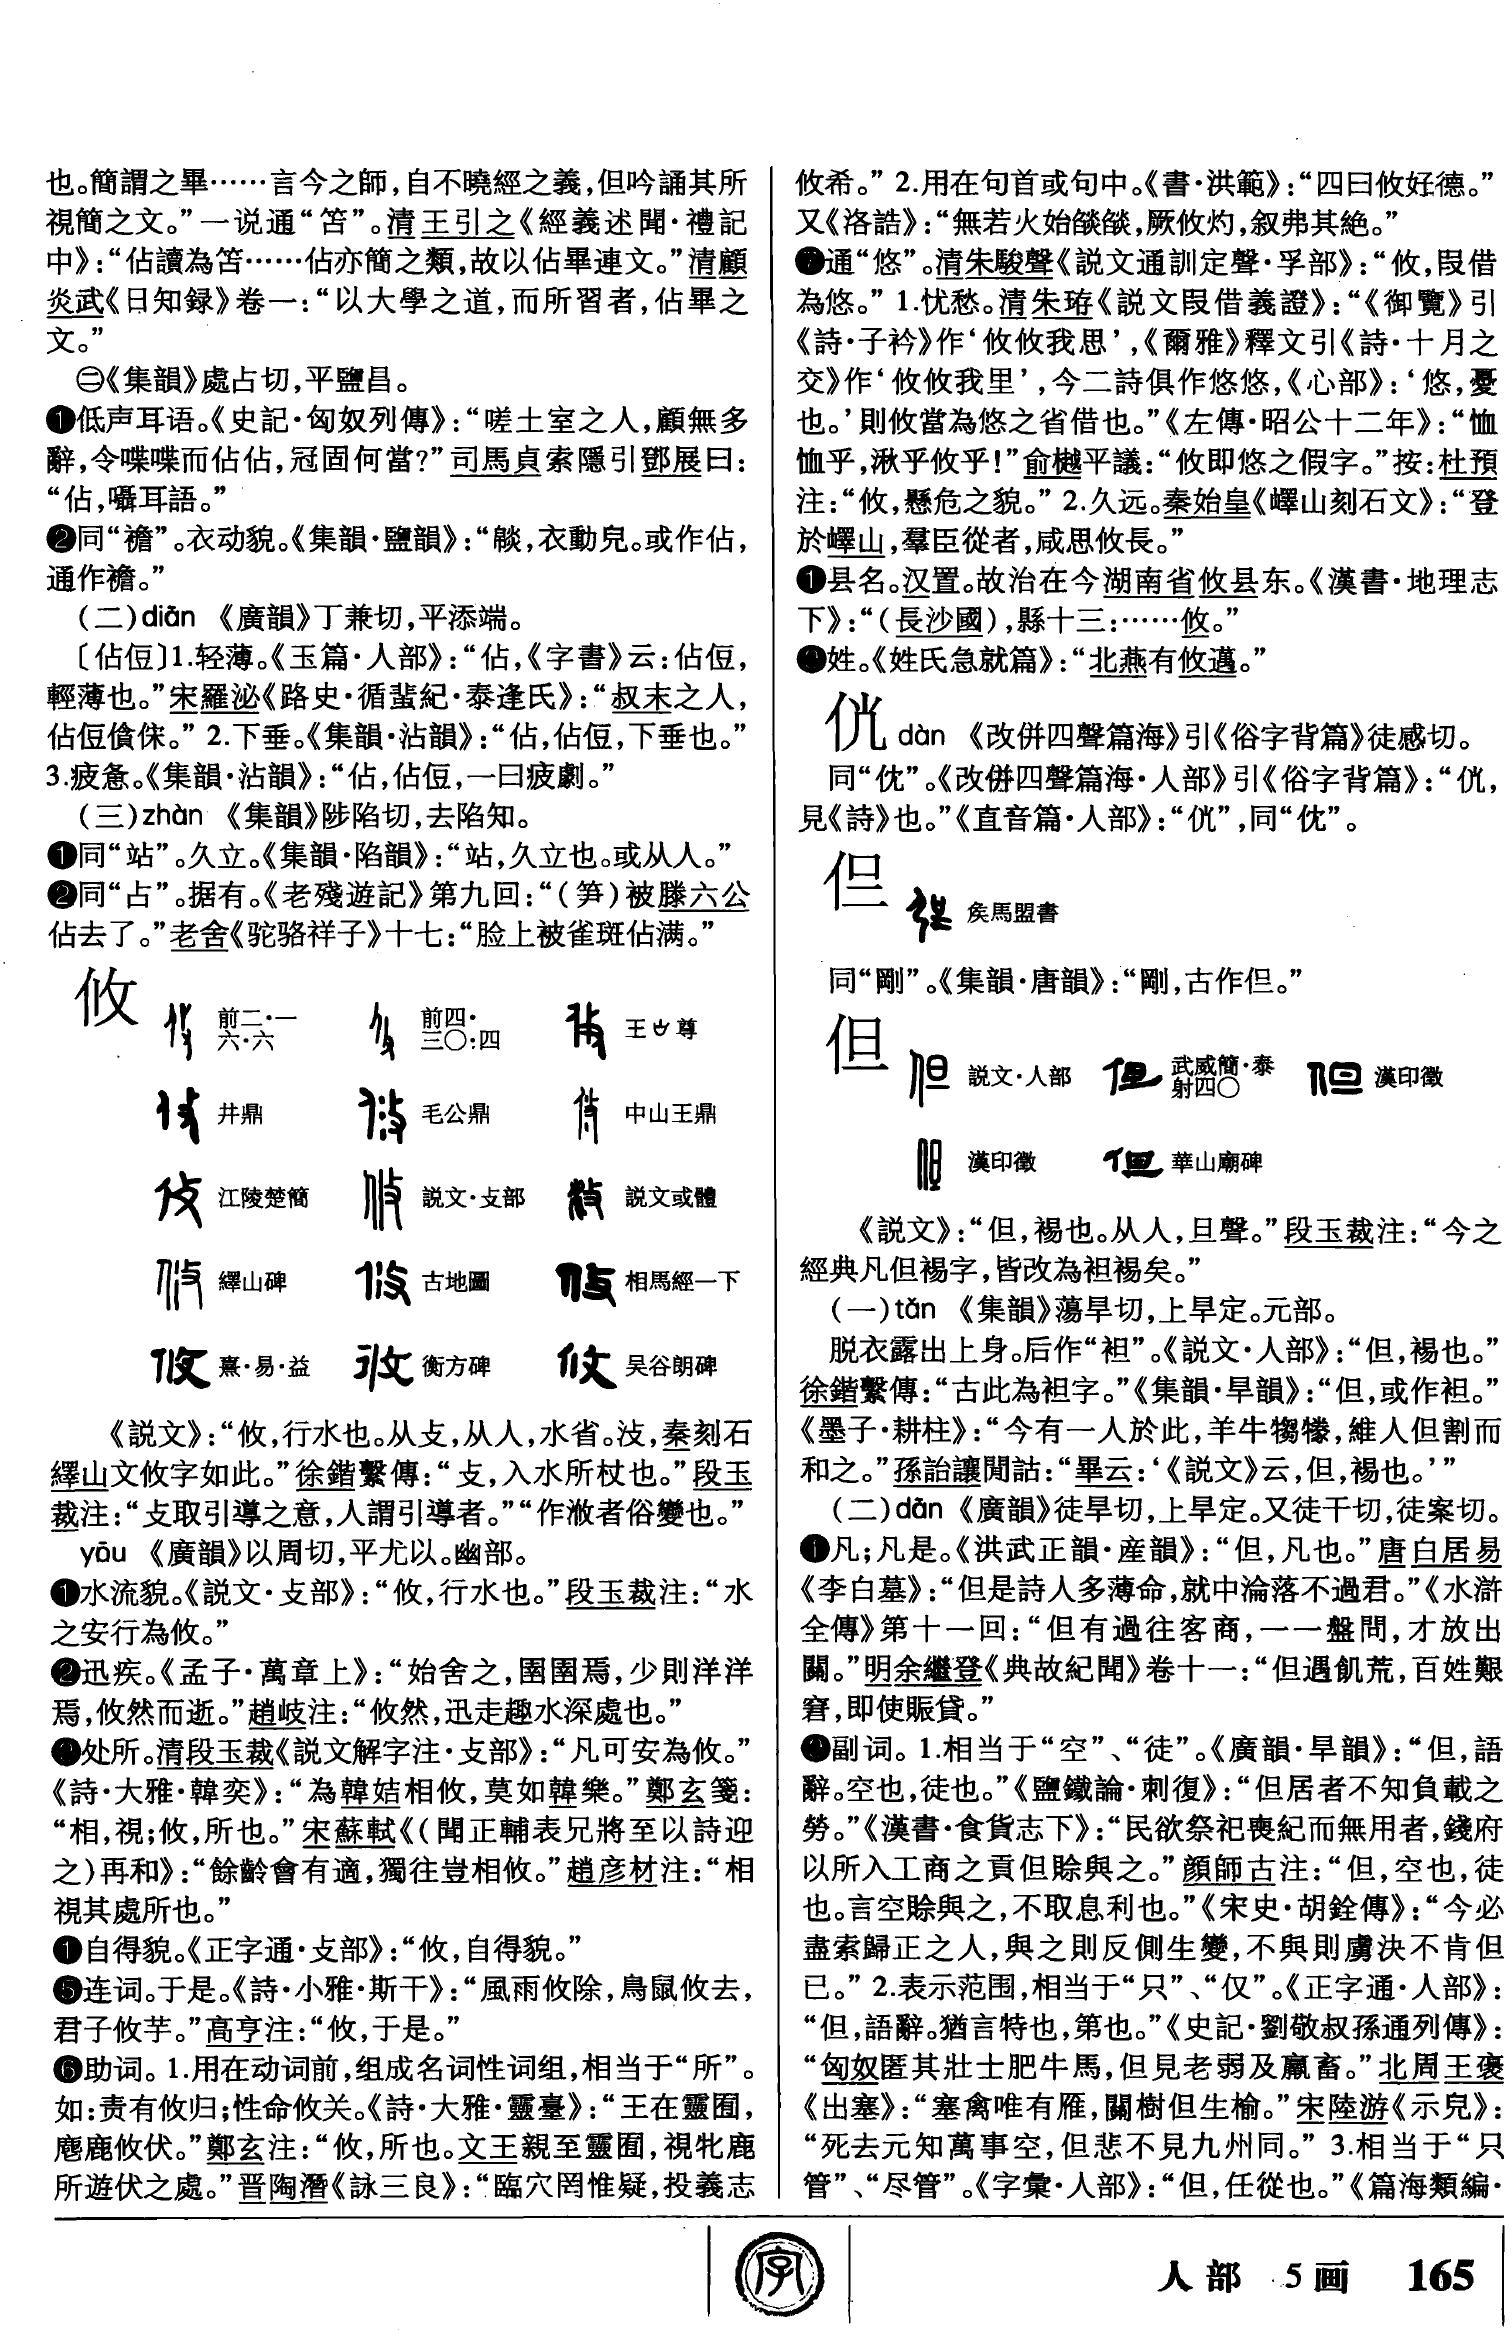 也。簡謂之畢……言今之師，自不曉經之義，但吟誦其所
視簡之文。”一说通“笘”。清王引之《經義述聞·禮記
中》：“佔讀為笘……佔亦簡之類，故以佔畢連文。”清顧
炎武《日知録》卷一：“以大學之道，而所習者，佔畢之
文。”
㊁《集韻》處占切，平鹽昌。
❶低声耳语。《史記·匈奴列傳》：“嗟土室之人，顧無多
辭，令喋喋而佔佔，冠固何當？”司馬貞索隱引鄧展曰：
“佔，囁耳語。”
❷同“襜”。衣动貌。《集韻·鹽韻》：“緂，衣動皃。或作佔，
通作襜。”
（二）diān 《廣韻》丁兼切，平添端。
〔佔侸〕1.轻薄。《玉篇·人部》：“佔，《字書》云：佔侸，
輕薄也。”宋羅泌《路史·循蜚紀·泰逢氏》：“叔末之人，
佔侸僋俕。”2.下垂。《集韻·沾韻》：“佔，佔侸，下垂也。”
3.疲惫。《集韻·沾韻》：“佔，佔侸，一曰疲劇。”
（三）zhàn 《集韻》陟陷切，去陷知。
❶同“站”。久立。《集韻·陷韻》：“站，久立也。或从人。”
❷同“占”。据有。《老殘遊記》第九回：“（笋）被滕六公
佔去了。”老舍《驼骆祥子》十七：“脸上被雀斑佔满。”
攸
前二·一六·六 前四·三〇：四 王㞢尊
井鼎 毛公鼎 中山王鼎
江陵楚簡 説文·攴部 説文或體
繹山碑 古地圖 相馬經一下
熹·易·益 衡方碑 吴谷朗碑
《説文》：“攸，行水也。从攴，从人，水省。汥，秦刻石
繹山文攸字如此。”徐鍇繫傳：“攴，入水所杖也。”段玉
裁注：“攴取引導之意，人謂引導者。”“作浟者俗變也。”
yōu 《廣韻》以周切，平尤以。幽部。
❶水流貌。《説文·攴部》：“攸，行水也。”段玉裁注：“水
之安行為攸。”
❷迅疾。《孟子·萬章上》：“始舍之，圉圉焉，少則洋洋
焉，攸然而逝。”趙岐注：“攸然，迅走趣水深處也。”
❸处所。清段玉裁《説文解字注·攴部》：“凡可安為攸。”
《詩·大雅·韓奕》：“為韓姞相攸，莫如韓樂。”鄭玄箋：
“相，視；攸，所也。”宋蘇軾《（聞正輔表兄將至以詩迎
之）再和》：“餘齡會有適，獨往豈相攸。”趙彦材注：“相
視其處所也。”
❹自得貌。《正字通·攴部》：“攸，自得貌。”
❺连词。于是。《詩·小雅·斯干》：“風雨攸除，鳥鼠攸去，
君子攸芋。”高亨注：“攸，于是。”
❻助词。1.用在动词前，组成名词性词组，相当于“所”。
如：责有攸归；性命攸关。《詩·大雅·靈臺》：“王在靈囿，
麀鹿攸伏。”鄭玄注：“攸，所也。文王親至靈囿，視牝鹿
所遊伏之處。”晋陶潛《詠三良》：“臨穴罔惟疑，投義志
攸希。”2.用在句首或句中。《書·洪範》：“四曰攸好德。”
又《洛誥》：“無若火始燄燄，厥攸灼，叙弗其絶。”
❼通“悠”。清朱駿聲《説文通訓定聲·孚部》：“攸，叚借
為悠。”1.忧愁。清朱珔《説文叚借義證》：“《御覽》引
《詩·子衿》作‘攸攸我思’，《爾雅》釋文引《詩·十月之
交》作‘攸攸我里’，今二詩俱作悠悠，《心部》：‘悠，憂
也。’則攸當為悠之省借也。”《左傳·昭公十二年》：“恤
恤乎，湫乎攸乎！”俞樾平議：“攸即悠之假字。”按：杜預
注：“攸，懸危之貌。”2.久远。秦始皇《嶧山刻石文》：“登
於嶧山，羣臣從者，咸思攸長。”
❽县名。汉置。故治在今湖南省攸县东。《漢書·地理志
下》：“（長沙國），縣十三：……攸。”
❾姓。《姓氏急就篇》：“北燕有攸邁。”
㑆 dàn 《改併四聲篇海》引《俗字背篇》徒感切。
同“㐽”。《改併四聲篇海·人部》引《俗字背篇》：“㑆，
見《詩》也。”《直音篇·人部》：“㑆”，同“㐽”。
㑈 矦馬盟書
同“剛”。《集韻·唐韻》：“剛，古作㑈。”
但
説文·人部 武威簡·泰射四〇 漢印徵
漢印徵 華山廟碑
《説文》：“但，裼也。从人，旦聲。”段玉裁注：“今之
經典凡但裼字，皆改為袒裼矣。”
（一）tǎn 《集韻》蕩旱切，上旱定。元部。
脱衣露出上身。后作“袒”。《説文·人部》：“但，裼也。”
徐鍇繫傳：“古此為袒字。”《集韻·旱韻》：“但，或作袒。”
《墨子·耕柱》：“今有一人於此，羊牛犓㹖，維人但割而
和之。”孫詒讓閒詁：“畢云：‘《説文》云，但，裼也。’”
（二）dàn 《廣韻》徒旱切，上旱定。又徒干切，徒案切。
❶凡；凡是。《洪武正韻·産韻》：“但，凡也。”唐白居易
《李白墓》：“但是詩人多薄命，就中淪落不過君。”《水滸
全傳》第十一回：“但有過往客商，一一盤問，才放出
關。”明余繼登《典故紀聞》卷十一：“但遇飢荒，百姓艱
窘，即使賑貸。”
❷副词。1.相当于“空”、“徒”。《廣韻·旱韻》：“但，語
辭。空也，徒也。”《鹽鐵論·刺復》：“但居者不知負載之
勞。”《漢書·食貨志下》：“民欲祭祀喪紀而無用者，錢府
以所入工商之貢但賒與之。”顔師古注：“但，空也，徒
也。言空賒與之，不取息利也。”《宋史·胡銓傳》：“今必
盡索歸正之人，與之則反側生變，不與則虜決不肯但
已。”2.表示范围，相当于“只”、“仅”。《正字通·人部》：
“但，語辭。猶言特也，第也。”《史記·劉敬叔孫通列傳》：
“匈奴匿其壯士肥牛馬，但見老弱及羸畜。”北周王褒
《出塞》：“塞禽唯有雁，關樹但生榆。”宋陸游《示兒》：
“死去元知萬事空，但悲不見九州同。”3.相当于“只
管”、“尽管”。《字彙·人部》：“但，任從也。”《篇海類編·
字
人部 5画 165